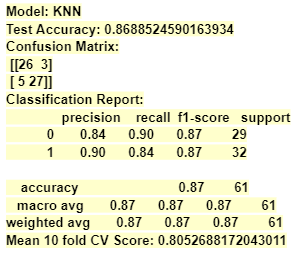 Model: KNN
Test Accuracy: 0.8688524590163934
Confusion Matrix:
[[26 3]
[ 5 27]]
Classification Report:
precision recall f1-score support
0 0.84 0.90 0.87 29
1 0.90 0.84 0.87 32
accuracy 0.87 61
macro avg 0.87 0.87 0.87 61
weighted avg 0.87 0.87 0.87 61
Mean 10 fold CV Score: 0.8052688172043011